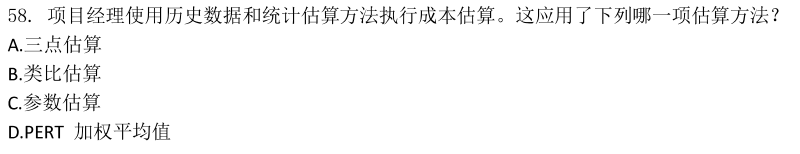 58. 项目经理使用历史数据和统计估算方法执行成本估算。这应用了下列哪一项估算方法？
A.三点估算
B.类比估算
C.参数估算
D.PERT 加权平均值